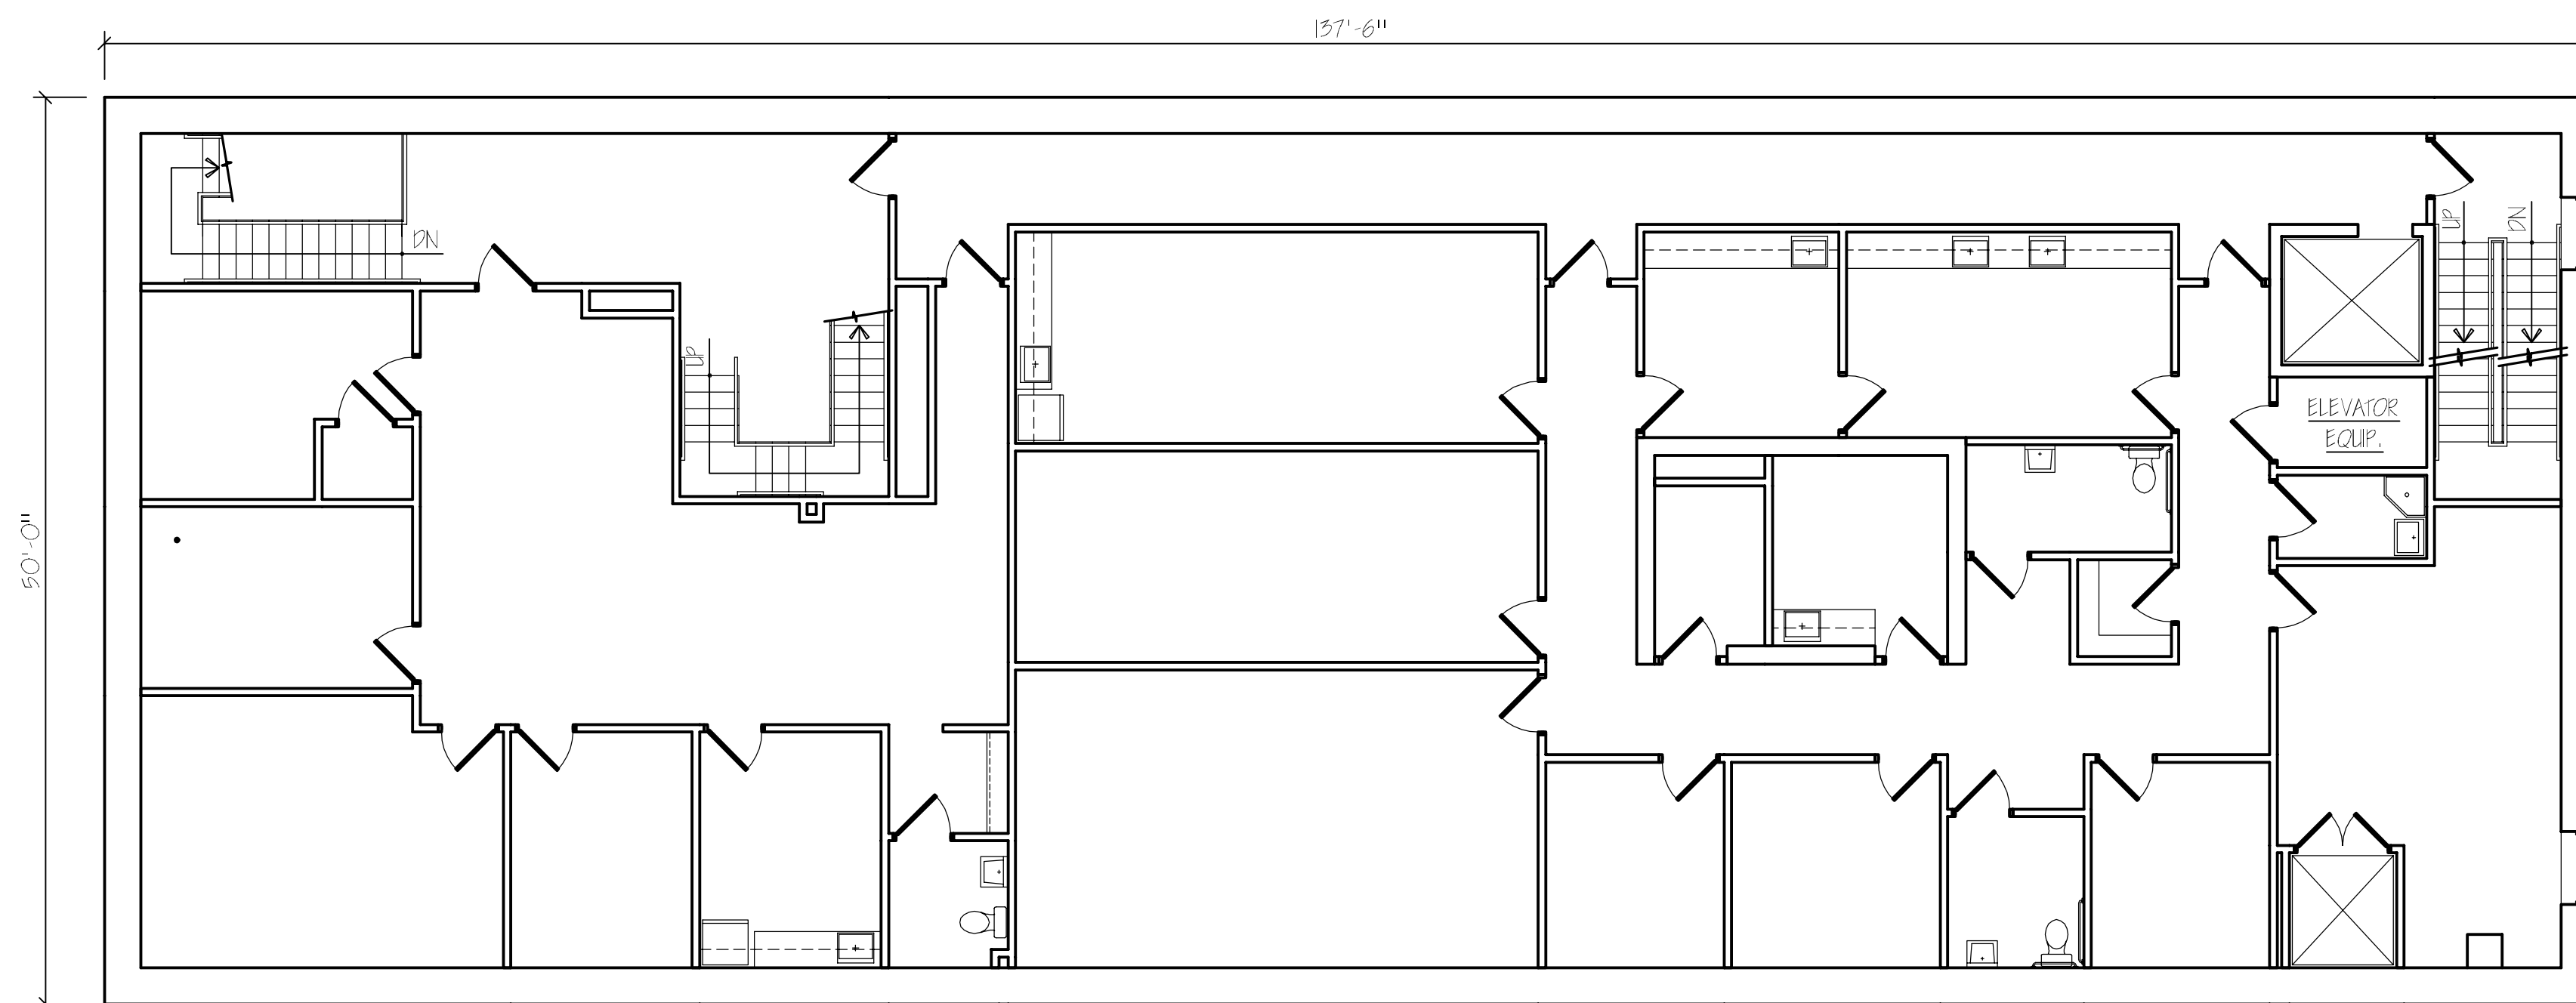 137'-6"
50'-0"
DN
UP
UP
DN
ELEVATOR
EQUIP.